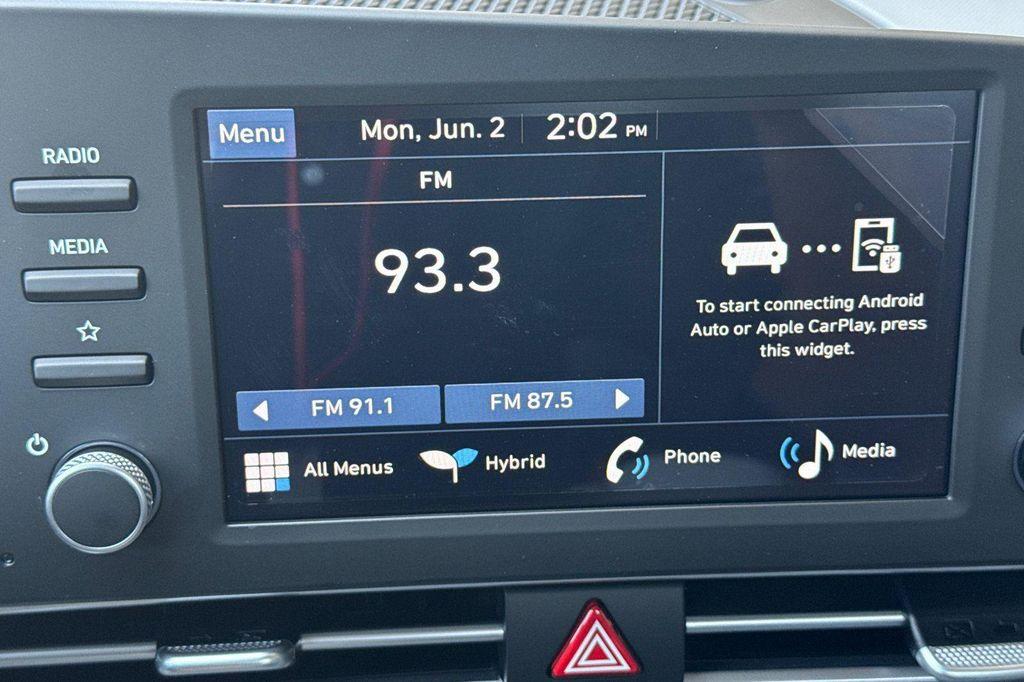 RADIO
MEDIA
Menu
Mon, Jun. 2
2:02 PM
FM
93.3
FM 91.1
FM 87.5
To start connecting Android
Auto or Apple CarPlay, press
this widget.
All Menus
Hybrid
Phone
Media